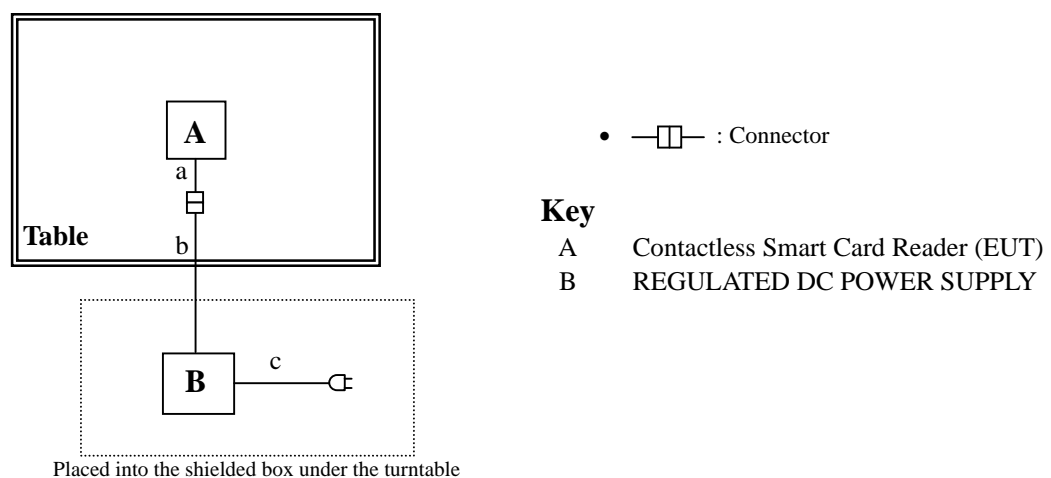 A
a
Table
b
B
c
Placed into the shielded box under the turntable
• : Connector
Key
A Contactless Smart Card Reader (EUT)
B REGULATED DC POWER SUPPLY